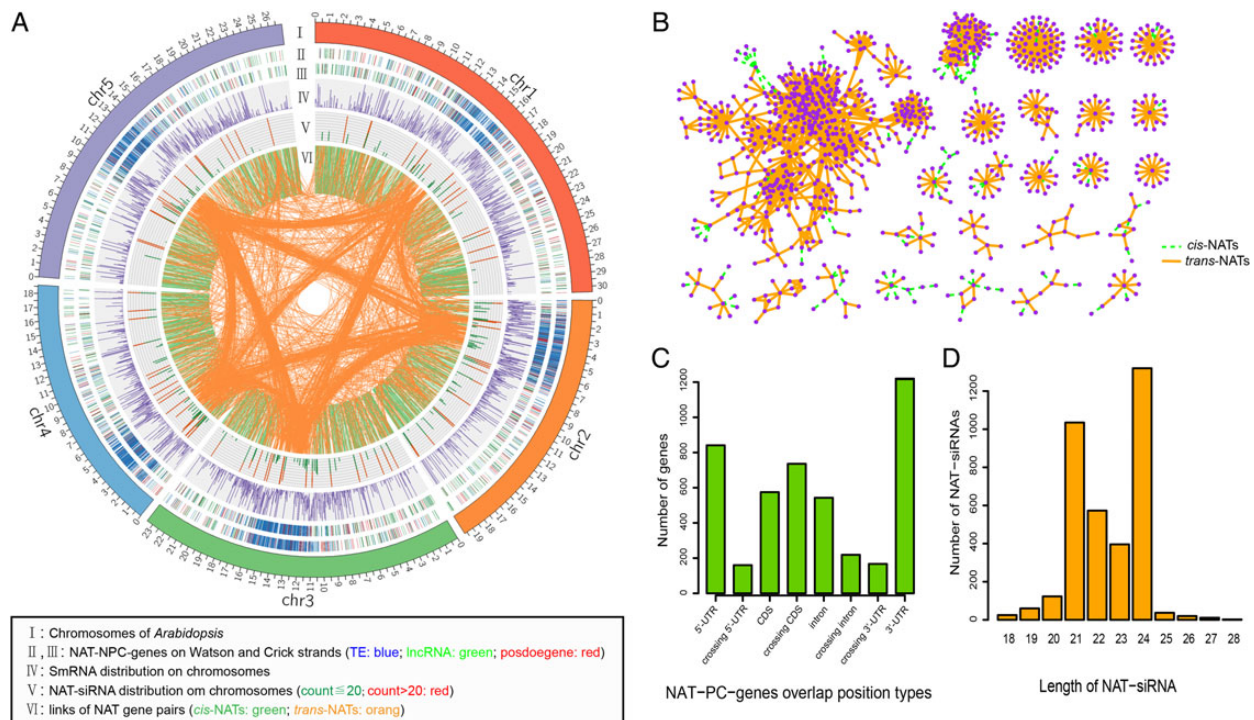 A
B
I
II
III
IV
V
VI
chr1
chr2
chr3
chr4
chr5
cis-NATs
trans-NATs
I : Chromosomes of Arabidopsis
II , III : NAT-NPC-genes on Watson and Crick strands (TE: blue; lncRNA: green; posdoegene: red)
IV : SmRNA distribution on chromosomes
V : NAT-siRNA distribution om chromosomes (count≦20; count>20: red)
VI : links of NAT gene pairs (cis-NATs: green; trans-NATs: orang)
C
Number of genes
0 200 400 600 800 1000 1200
5'-UTR
crossing 5'-UTR
CDS
crossing CDS
intron
crossing intron
crossing 3'-UTR
3'-UTR
NAT−PC−genes overlap position types
D
Number of NAT−siRNAs
0 200 400 600 800 1000 1200
18 19 20 21 22 23 24 25 26 27 28
Length of NAT−siRNA